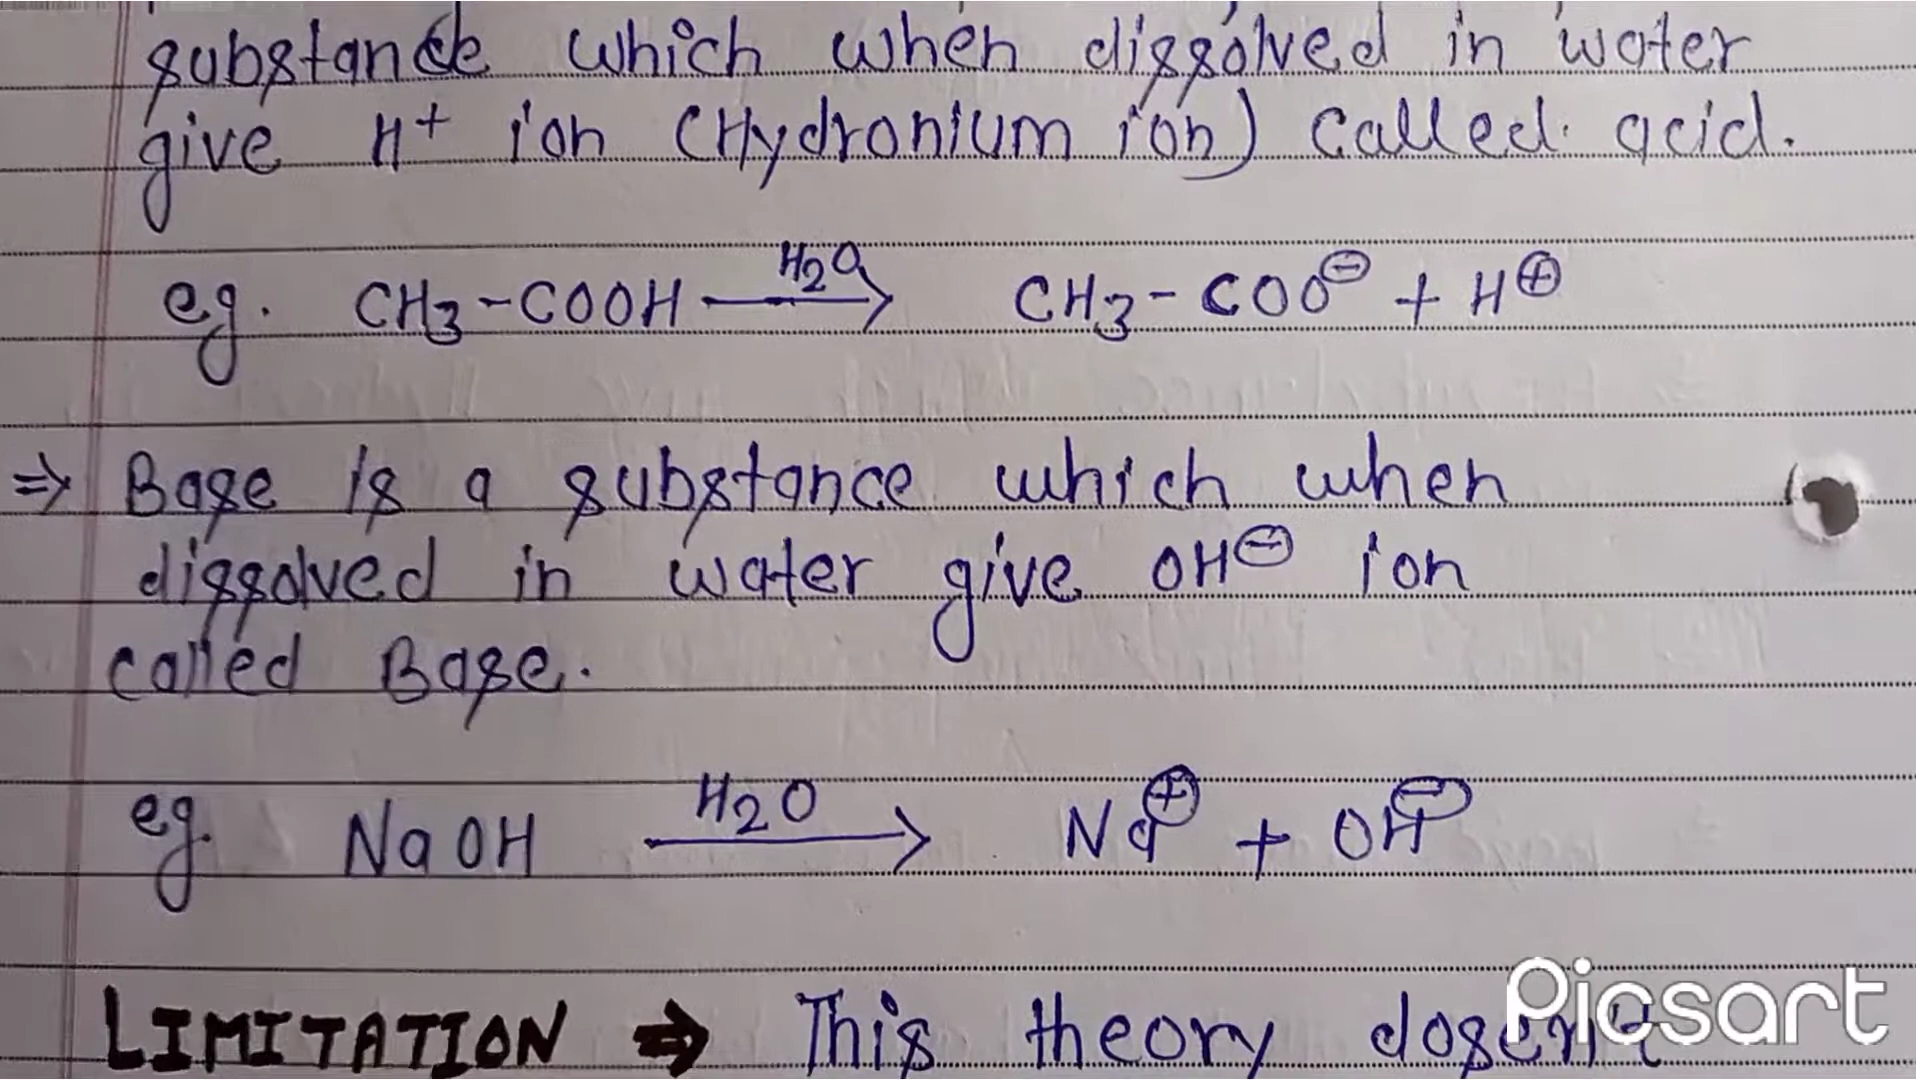 substance which when dissolved in water
give H⁺ ion (Hydronium ion) called acid.
eg. CH₃-COOH —H₂O→ CH₃-COO⊖ + H⊕
⇒ Base is a substance which when
dissolved in water give OH⊖ ion
called Base.
eg. NaOH —H₂O→ Na⊕ + OH⊖
LIMITATION ⇒ This theory
Picsart